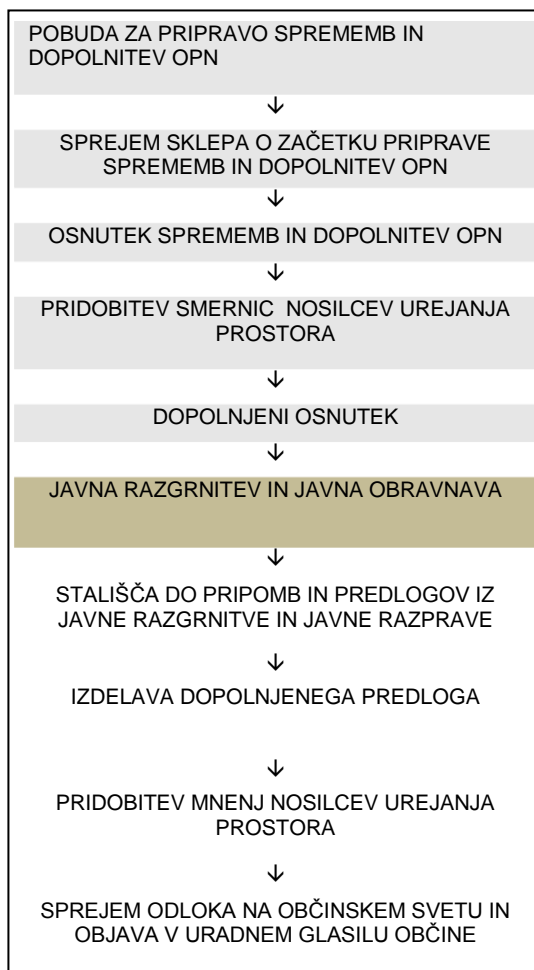 POBUDA ZA PRIPRAVO SPREMEMB IN
DOPOLNITEV OPN
↓
SPREJEM SKLEPA O ZAČETKU PRIPRAVE
SPREMEMB IN DOPOLNITEV OPN
↓
OSNUTEK SPREMEMB IN DOPOLNITEV OPN
↓
PRIDOBITEV SMERNIC NOSILCEV UREJANJA
PROSTORA
↓
DOPOLNJENI OSNUTEK
↓
JAVNA RAZGRNITEV IN JAVNA OBRAVNAVA
↓
STALIŠČA DO PRIPOMB IN PREDLOGOV IZ
JAVNE RAZGRNITVE IN JAVNE RAZPRAVE
↓
IZDELAVA DOPOLNJENEGA PREDLOGA
↓
PRIDOBITEV MNENJ NOSILCEV UREJANJA
PROSTORA
↓
SPREJEM ODLOKA NA OBČINSKEM SVETU IN
OBJAVA V URADNEM GLASILU OBČINE